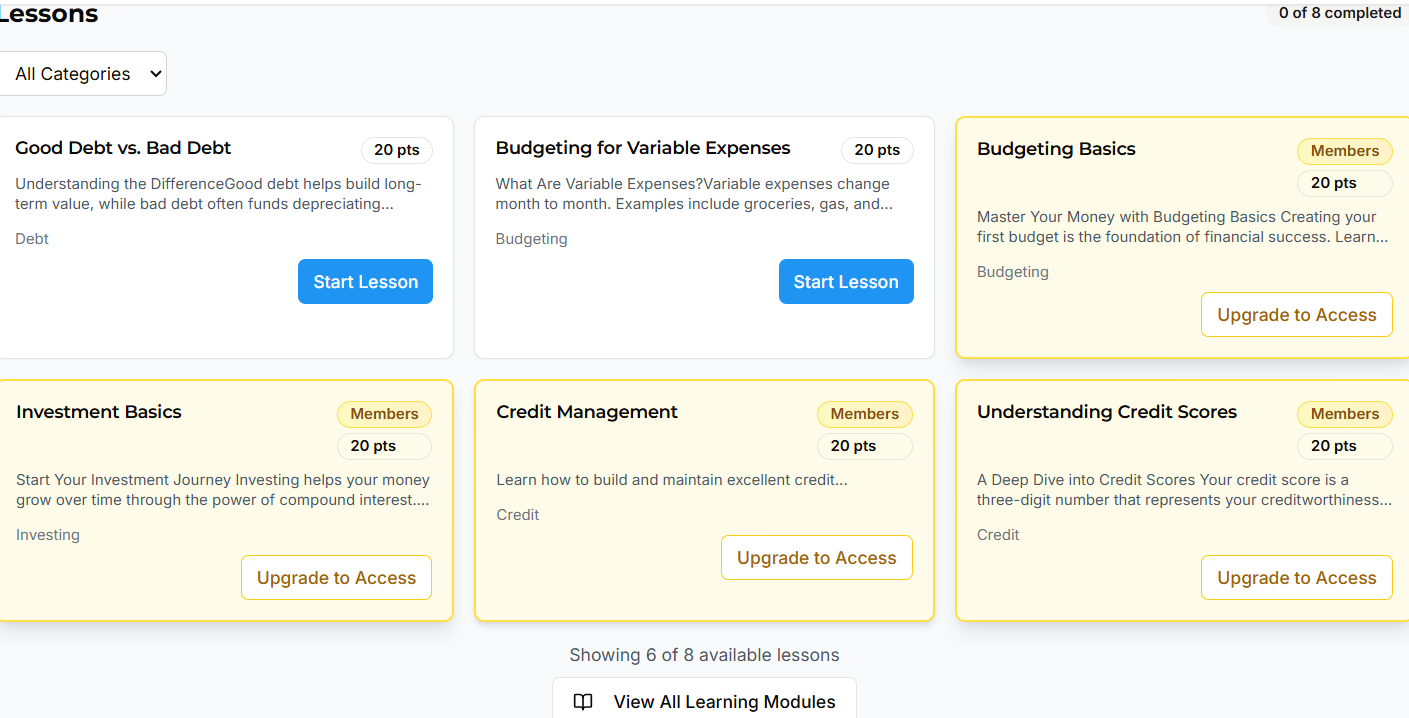 Lessons
0 of 8 completed
All Categories
Good Debt vs. Bad Debt
20 pts
Understanding the DifferenceGood debt helps build long-
term value, while bad debt often funds depreciating...
Debt
Start Lesson
Budgeting for Variable Expenses
20 pts
What Are Variable Expenses?Variable expenses change
month to month. Examples include groceries, gas, and...
Budgeting
Start Lesson
Budgeting Basics
Members
20 pts
Master Your Money with Budgeting Basics Creating your
first budget is the foundation of financial success. Learn...
Budgeting
Upgrade to Access
Investment Basics
Members
20 pts
Start Your Investment Journey Investing helps your money
grow over time through the power of compound interest....
Investing
Upgrade to Access
Credit Management
Members
20 pts
Learn how to build and maintain excellent credit...
Credit
Upgrade to Access
Understanding Credit Scores
Members
20 pts
A Deep Dive into Credit Scores Your credit score is a
three-digit number that represents your creditworthiness...
Credit
Upgrade to Access
Showing 6 of 8 available lessons
View All Learning Modules